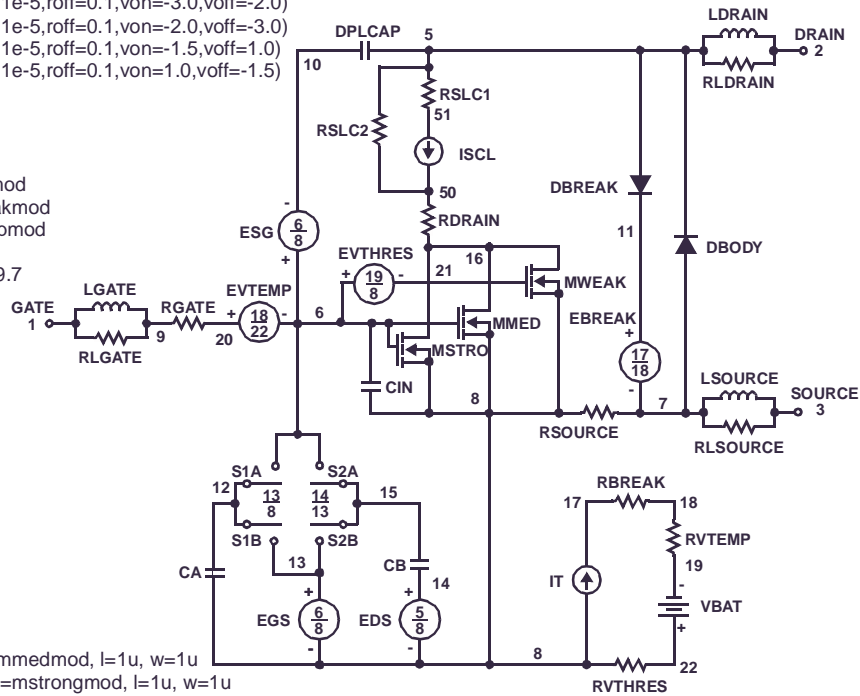 1e-5,roff=0.1,von=-3.0,voff=-2.0)
1e-5,roff=0.1,von=-2.0,voff=-3.0)
1e-5,roff=0.1,von=-1.5,voff=1.0)
1e-5,roff=0.1,von=1.0,voff=-1.5)
LDRAIN
DPLCAP 5 DRAIN
10 2
RLDRAIN
RSLC1
51
RSLC2
ISCL
50
DBREAK
RDRAIN
-
ESG 6 8
+
EVTHRES
+ 19 8 -
16
21
11
DBODY
MWEAK
LGATE
GATE
1
RGATE
EVTEMP
+ 18 22 -
6
9
20
RLGATE
MMED
MSTRO
EBREAK
+
17 18
-
CIN
8
7
LSOURCE
SOURCE
3
RSOURCE
RLSOURCE
S1A
S2A
12
13 8
14 13
15
S1B
S2B
13
CA
CB
14
+
+
EGS 6 8
EDS 5 8
-
-
RBREAK
17
18
RVTEMP
19
IT
-
VBAT
+
8
22
RVTHRES
mod
akmod
omod
9.7
mmedmod, l=1u, w=1u
=mstrongmod, l=1u, w=1u